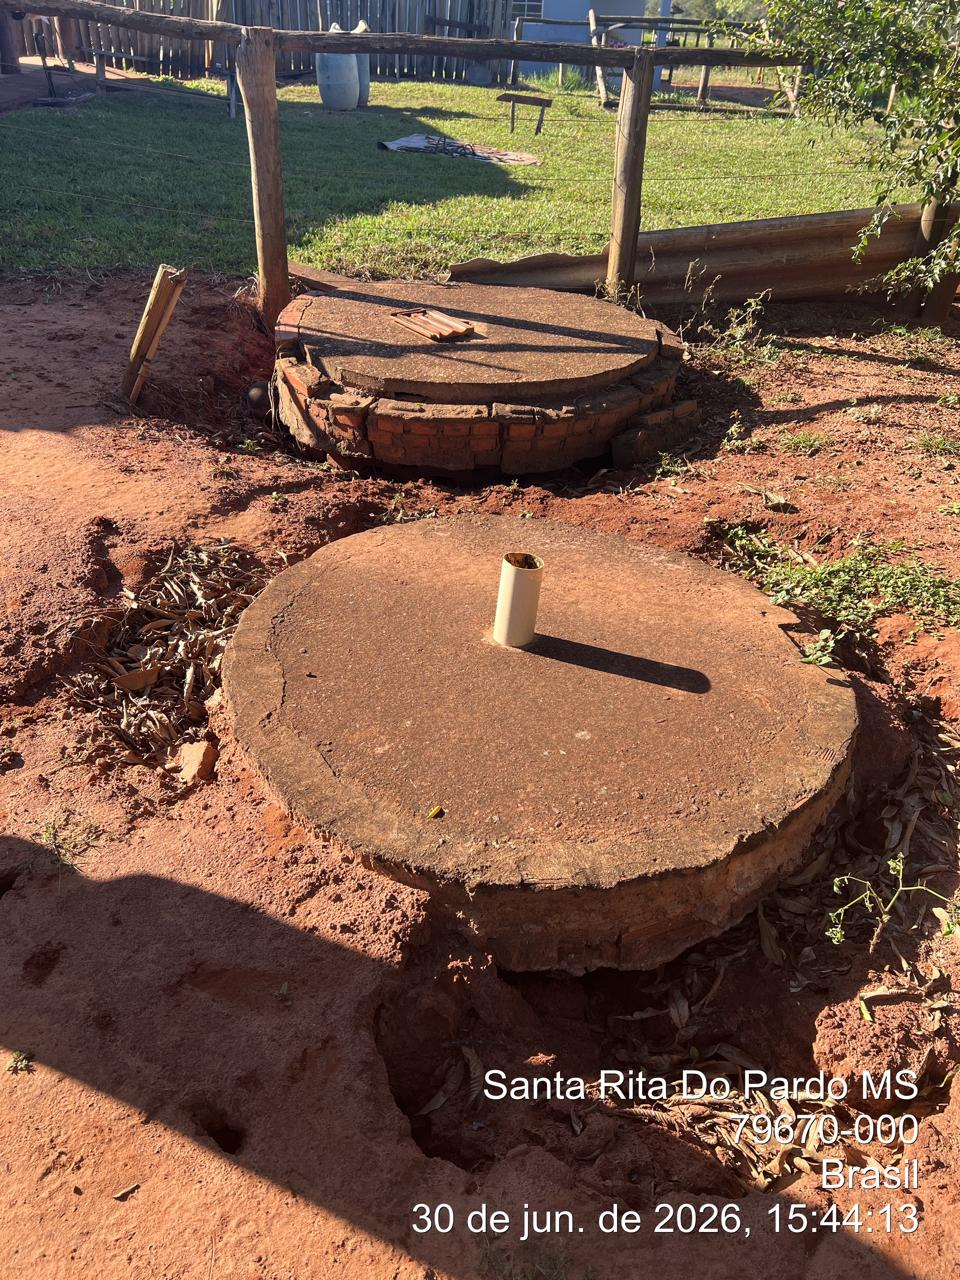 Santa Rita Do Pardo MS
79670-000
Brasil
30 de jun. de 2026, 15:44:13